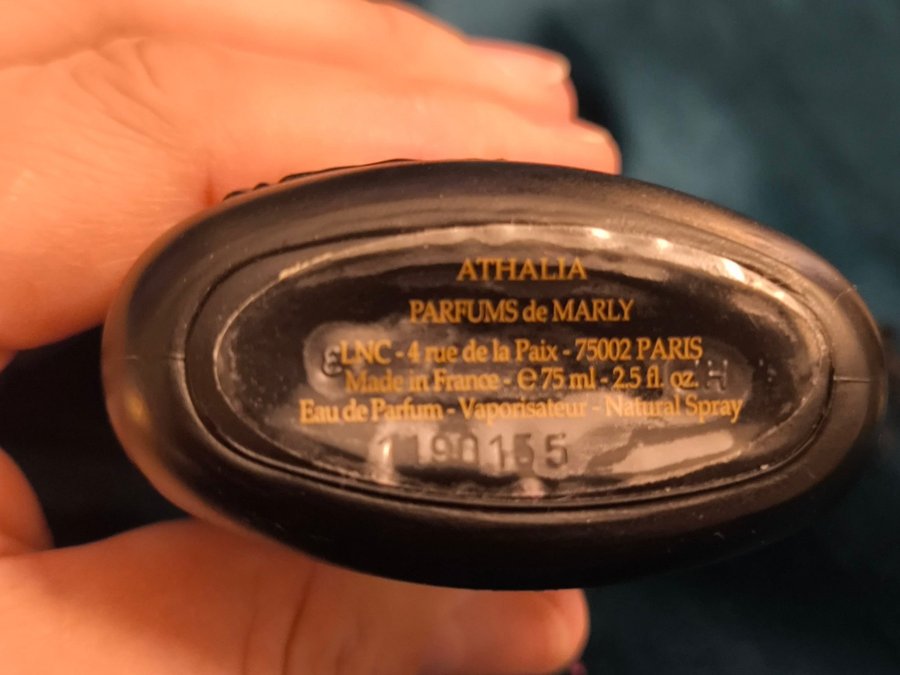 ATHALIA
PARFUMS de MARLY
LNC - 4 rue de la Paix - 75002 PARIS
Made in France - ℮ 75 ml - 2.5 fl. oz.
Eau de Parfum - Vaporisateur - Natural Spray